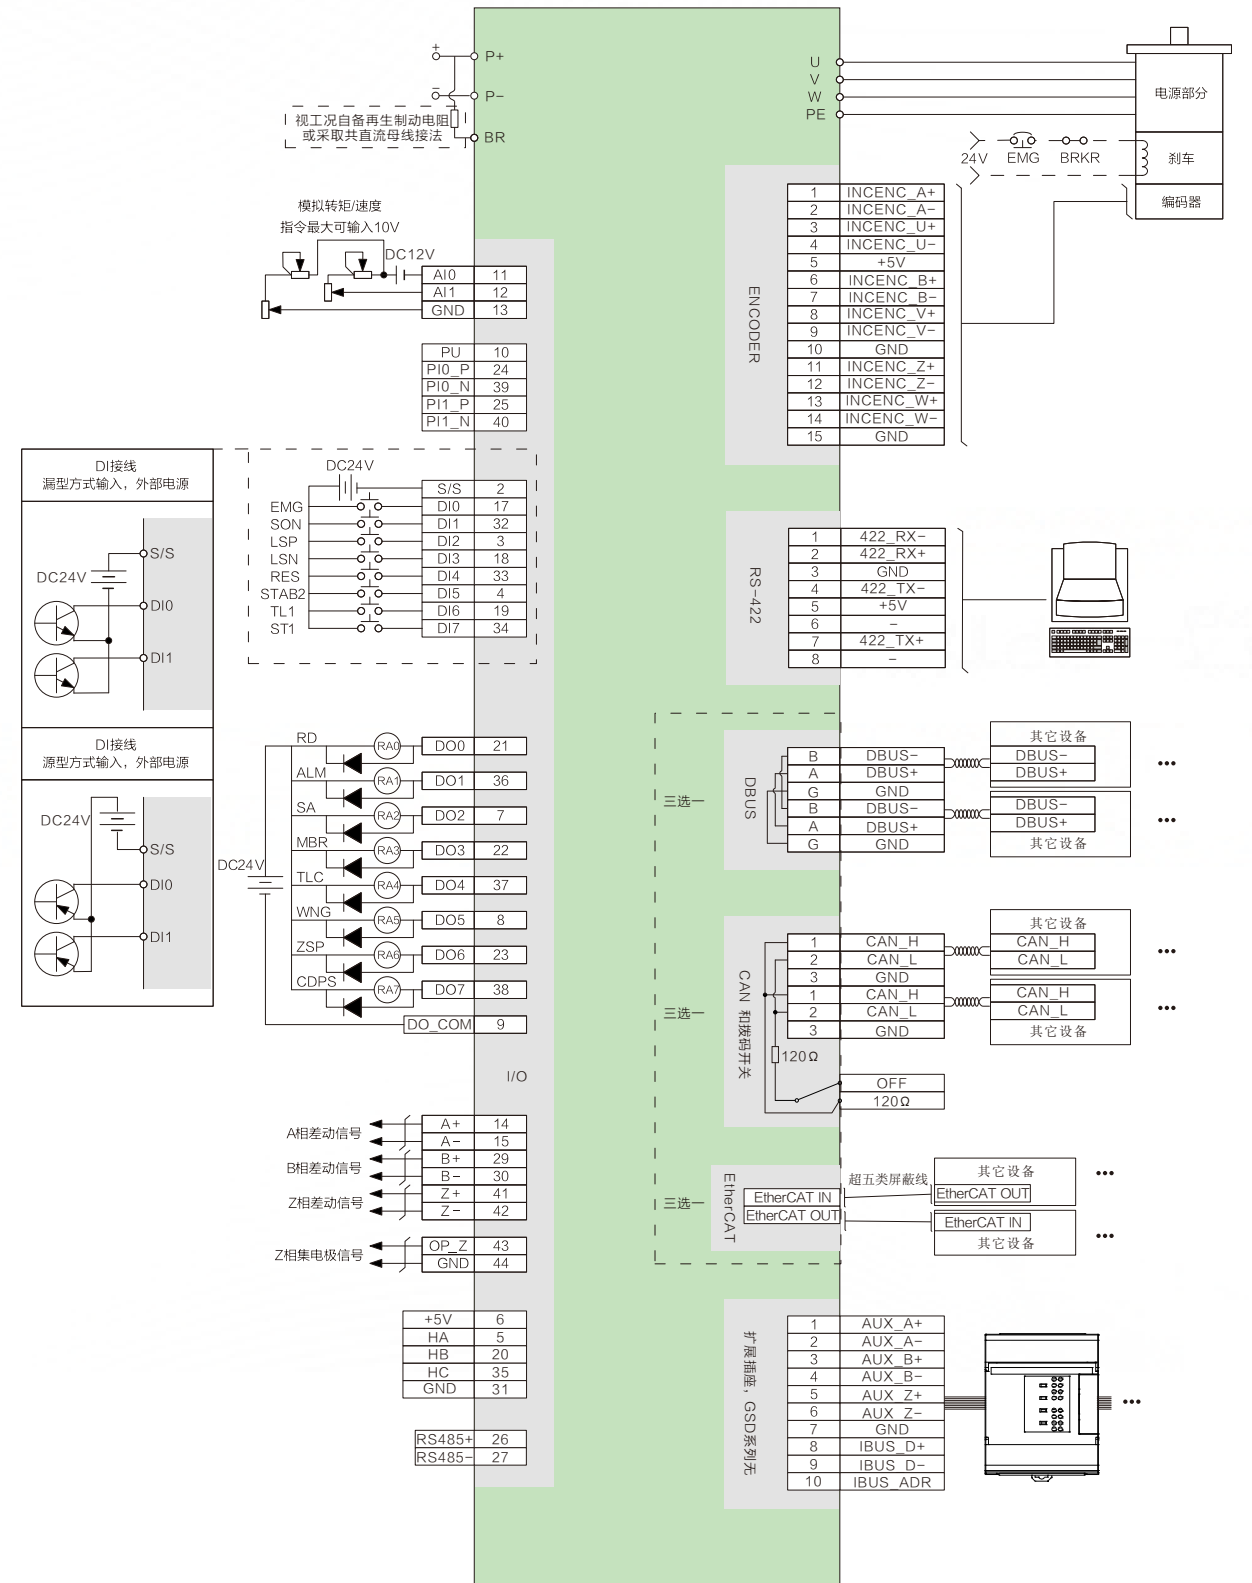 +
P+
−
P−
视工况自备再生制动电阻
或采取共直流母线接法
BR
U
V
W
PE
电源部分
24V
EMG
BRKR
刹车
编码器
模拟转矩/速度
指令最大可输入10V
DC12V
AI0 11
AI1 12
GND 13
PU 10
PI0_P 24
PI0_N 39
PI1_P 25
PI1_N 40
ENCODER
1 INCENC_A+
2 INCENC_A−
3 INCENC_U+
4 INCENC_U−
5 +5V
6 INCENC_B+
7 INCENC_B−
8 INCENC_V+
9 INCENC_V−
10 GND
11 INCENC_Z+
12 INCENC_Z−
13 INCENC_W+
14 INCENC_W−
15 GND
DI接线
漏型方式输入，外部电源
S/S
DC24V
DI0
DI1
DI接线
源型方式输入，外部电源
DC24V
S/S
DI0
DI1
DC24V
S/S 2
EMG DI0 17
SON DI1 32
LSP DI2 3
LSN DI3 18
RES DI4 33
STAB2 DI5 4
TL1 DI6 19
ST1 DI7 34
RS−422
1 422_RX−
2 422_RX+
3 GND
4 422_TX−
5 +5V
6 −
7 422_TX+
8 −
DC24V
RD RA0 DO0 21
ALM RA1 DO1 36
SA RA2 DO2 7
MBR RA3 DO3 22
TLC RA4 DO4 37
WNG RA5 DO5 8
ZSP RA6 DO6 23
CDPS RA7 DO7 38
DO_COM 9
I/O
三选一
DBUS
B DBUS−
A DBUS+
G GND
B DBUS−
A DBUS+
G GND
其它设备
DBUS−
DBUS+
•••
DBUS−
DBUS+
其它设备
•••
三选一
CAN 和拨码开关
1 CAN_H
2 CAN_L
3 GND
1 CAN_H
2 CAN_L
3 GND
120Ω
OFF
120Ω
其它设备
CAN_H
CAN_L
•••
CAN_H
CAN_L
其它设备
•••
A相差动信号
A+ 14
A− 15
B相差动信号
B+ 29
B− 30
Z相差动信号
Z+ 41
Z− 42
Z相集电极信号
OP_Z 43
GND 44
三选一
EtherCAT
EtherCAT IN
EtherCAT OUT
超五类屏蔽线
其它设备
EtherCAT OUT
•••
EtherCAT IN
其它设备
•••
+5V 6
HA 5
HB 20
HC 35
GND 31
RS485+ 26
RS485− 27
扩展插座，GSD系列无
1 AUX_A+
2 AUX_A−
3 AUX_B+
4 AUX_B−
5 AUX_Z+
6 AUX_Z−
7 GND
8 IBUS_D+
9 IBUS_D−
10 IBUS_ADR
•••